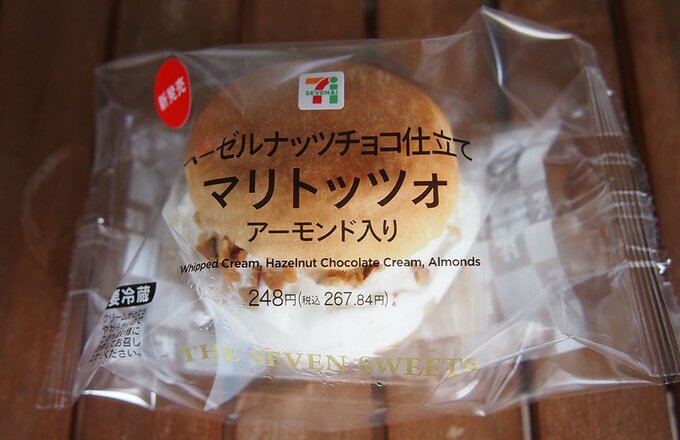 新発売
SEVEN&i
ヘーゼルナッツチョコ仕立て
マリトッツォ
アーモンド入り
Whipped Cream, Hazelnut Chocolate Cream, Almonds
248円(税込 267.84円)
要冷蔵
THE SEVEN SWEETS